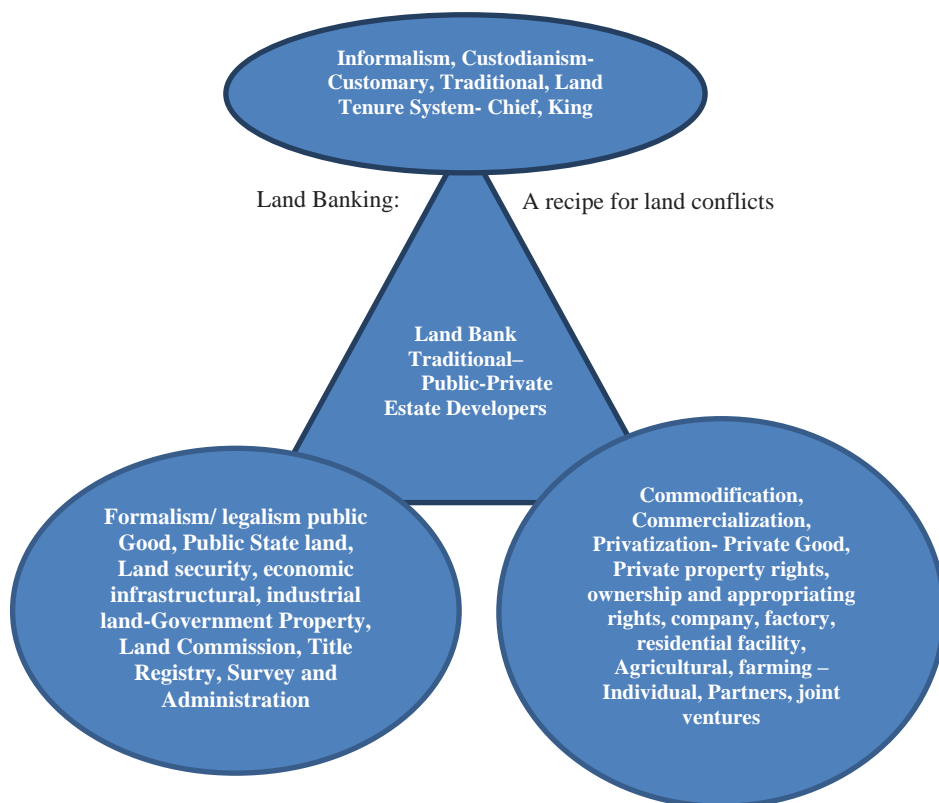 Informalism, Custodianism-
Customary, Traditional, Land
Tenure System- Chief, King
Land Banking:
A recipe for land conflicts
Land Bank
Traditional–
Public-Private
Estate Developers
Formalism/ legalism public
Good, Public State land,
Land security, economic
infrastructural, industrial
land-Government Property,
Land Commission, Title
Registry, Survey and
Administration
Commodification,
Commercialization,
Privatization- Private Good,
Private property rights,
ownership and appropriating
rights, company, factory,
residential facility,
Agricultural, farming –
Individual, Partners, joint
ventures